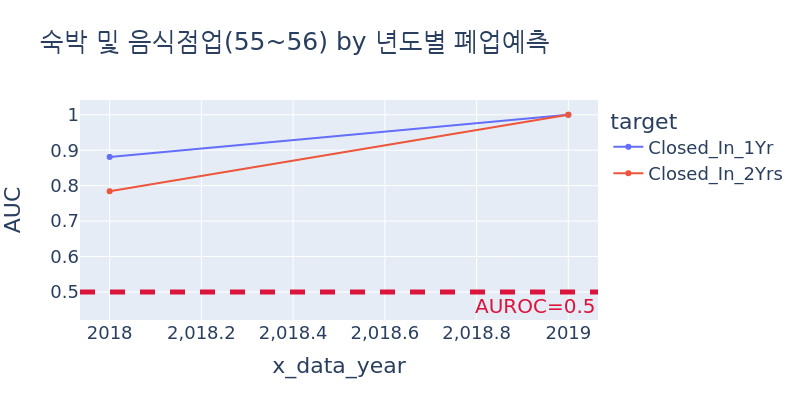 숙박 및 음식점업(55~56) by 년도별 폐업예측
AUC
1
0.9
0.8
0.7
0.6
0.5
AUROC=0.5
2018
2,018.2
2,018.4
2,018.6
2,018.8
2019
x_data_year
target
Closed_In_1Yr
Closed_In_2Yrs